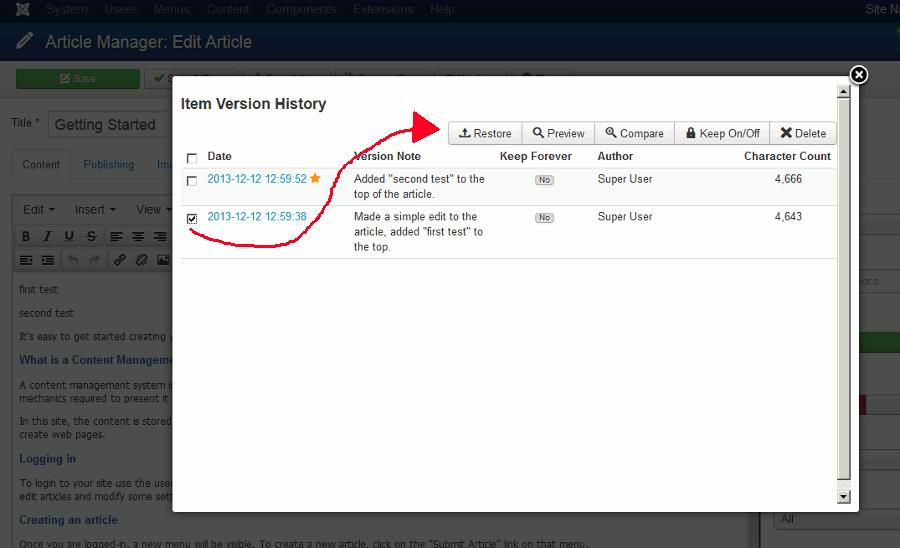 System Users Menus Content Components Extensions Help Site Na
Article Manager: Edit Article
Save
Title * Getting Started
Content Publishing Ima
Edit Insert View
B I U S
first test
second test
It's easy to get started creating y
What is a Content Manageme
A content management system is
mechanics required to present it
In this site, the content is stored
create web pages.
Logging in
To login to your site use the user
edit articles and modify some sett
Creating an article
Once you are logged-in, a new menu will be visible. To create a new article, click on the "Submit Article" link on that menu.
Item Version History
Restore Preview Compare Keep On/Off Delete
Date Version Note Keep Forever Author Character Count
2013-12-12 12:59:52 Added "second test" to the No Super User 4,666
top of the article.
2013-12-12 12:59:38 Made a simple edit to the No Super User 4,643
article, added "first test" to
the top.
ons
All